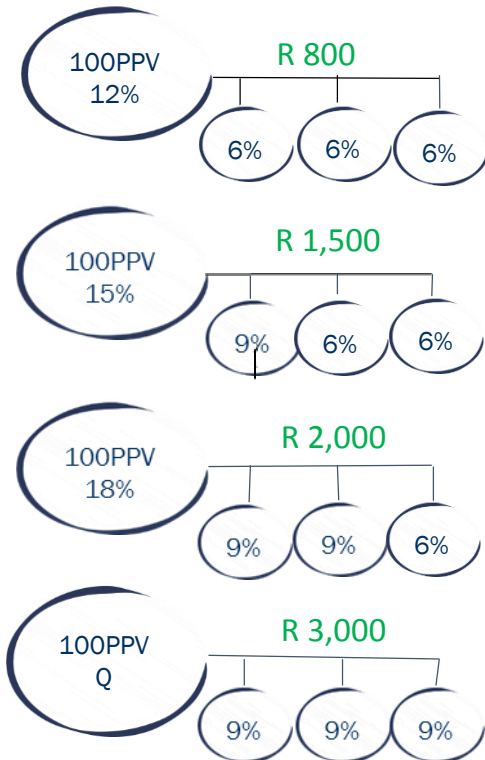 R 800
100PPV
12%
6% 6% 6%
R 1,500
100PPV
15%
9% 6% 6%
R 2,000
100PPV
18%
9% 9% 6%
R 3,000
100PPV
Q
9% 9% 9%